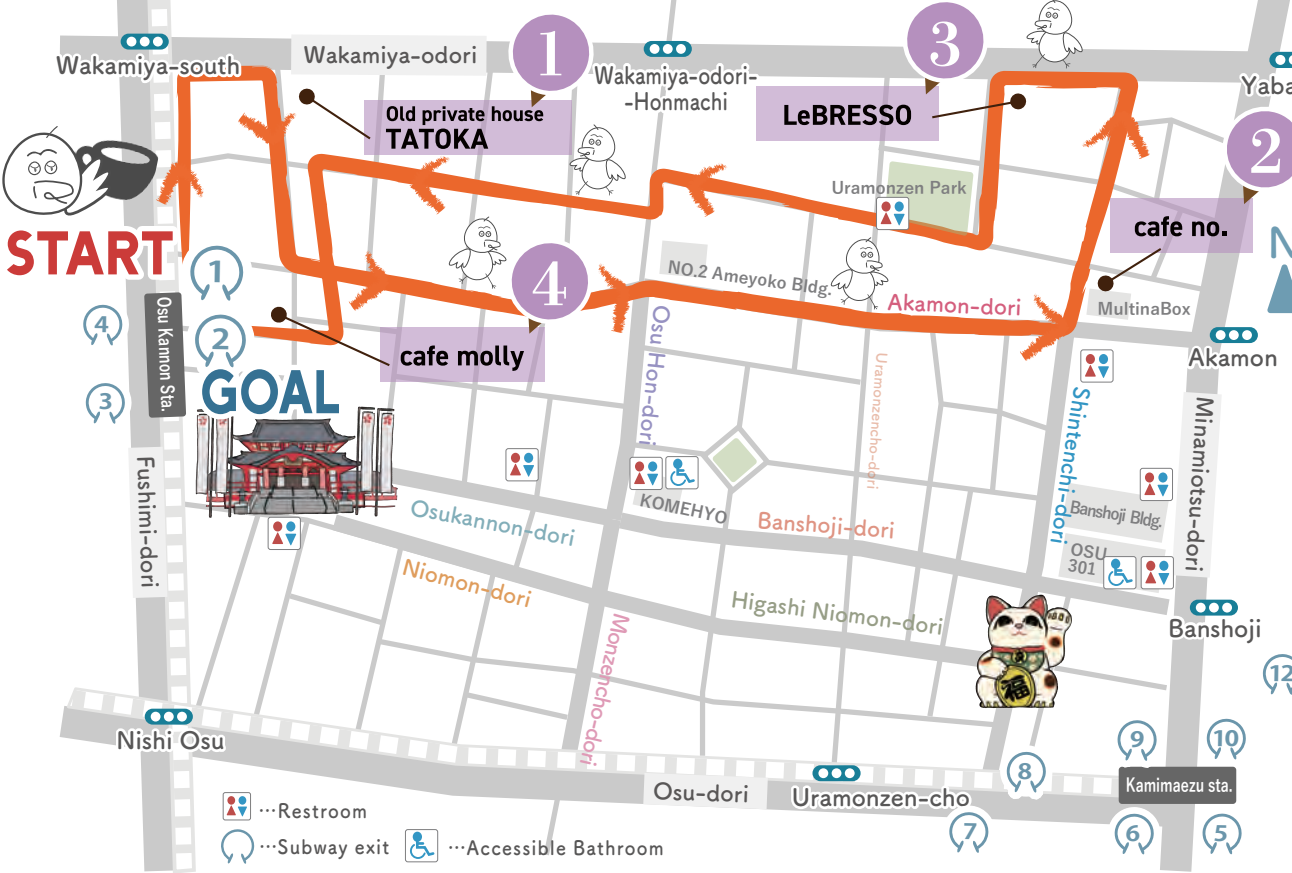 Wakamiya-south
Wakamiya-odori
1
Wakamiya-odori-
-Honmachi
3
LeBRESSO
Yaba
2
Old private house
TATOKA
Uramonzen Park
cafe no.
N
START
1
4
NO.2 Ameyoko Bldg.
Akamon-dori
MultinaBox
4
2
3
Osu Kannon Sta.
cafe molly
Akamon
GOAL
Osu Hon-dori
Uramonzencho-dori
Shintenchi-dori
Minamiotsu-dori
Fushimi-dori
KOMEHYO
Osukannon-dori
Banshoji-dori
Banshoji Bldg.
OSU
301
Niomon-dori
Higashi Niomon-dori
Banshoji
福
Monzencho-dori
12
Nishi Osu
9
10
8
Kamimaezu sta.
Osu-dori
Uramonzen-cho
7
6
5
…Restroom
…Subway exit
…Accessible Bathroom